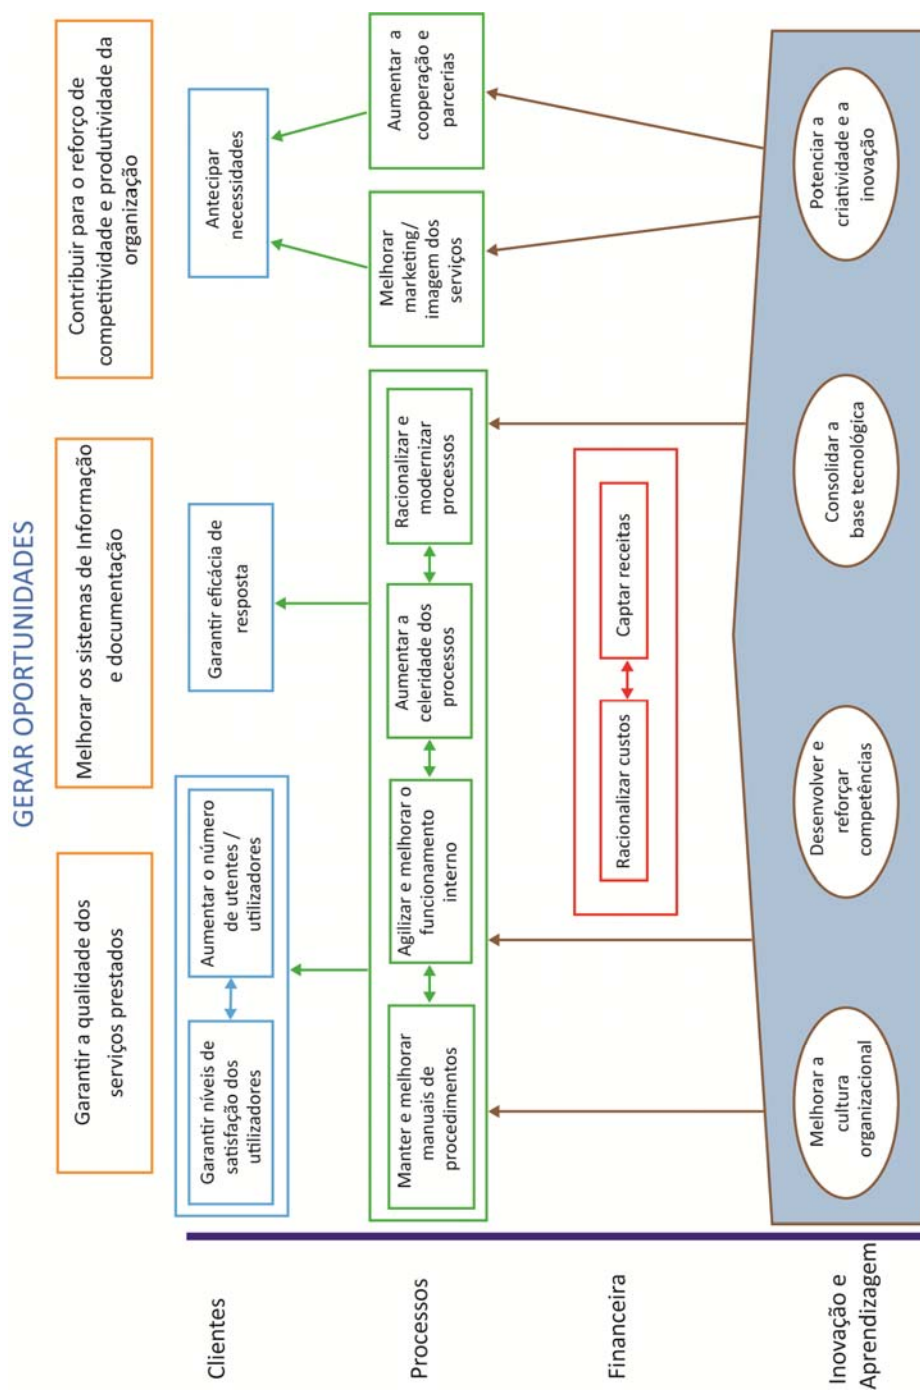 GERAR OPORTUNIDADES
Garantir a qualidade dos
serviços prestados
Melhorar os sistemas de Informação
e documentação
Contribuir para o reforço de
competitividade e produtividade da
organização
Clientes
Garantir níveis de
satisfação dos
utilizadores
Aumentar o número
de utentes /
utilizadores
Garantir eficácia de
resposta
Antecipar
necessidades
Processos
Manter e melhorar
manuais de
procedimentos
Agilizar e melhorar o
funcionamento
interno
Aumentar a
celeridade dos
processos
Racionalizar e
modernizar
processos
Melhorar
marketing/
imagem dos
serviços
Aumentar a
cooperação e
parcerias
Financeira
Racionalizar custos
Captar receitas
Inovação e
Aprendizagem
Melhorar a
cultura
organizacional
Desenvolver e
reforçar
competências
Consolidar a
base tecnológica
Potenciar a
criatividade e a
inovação